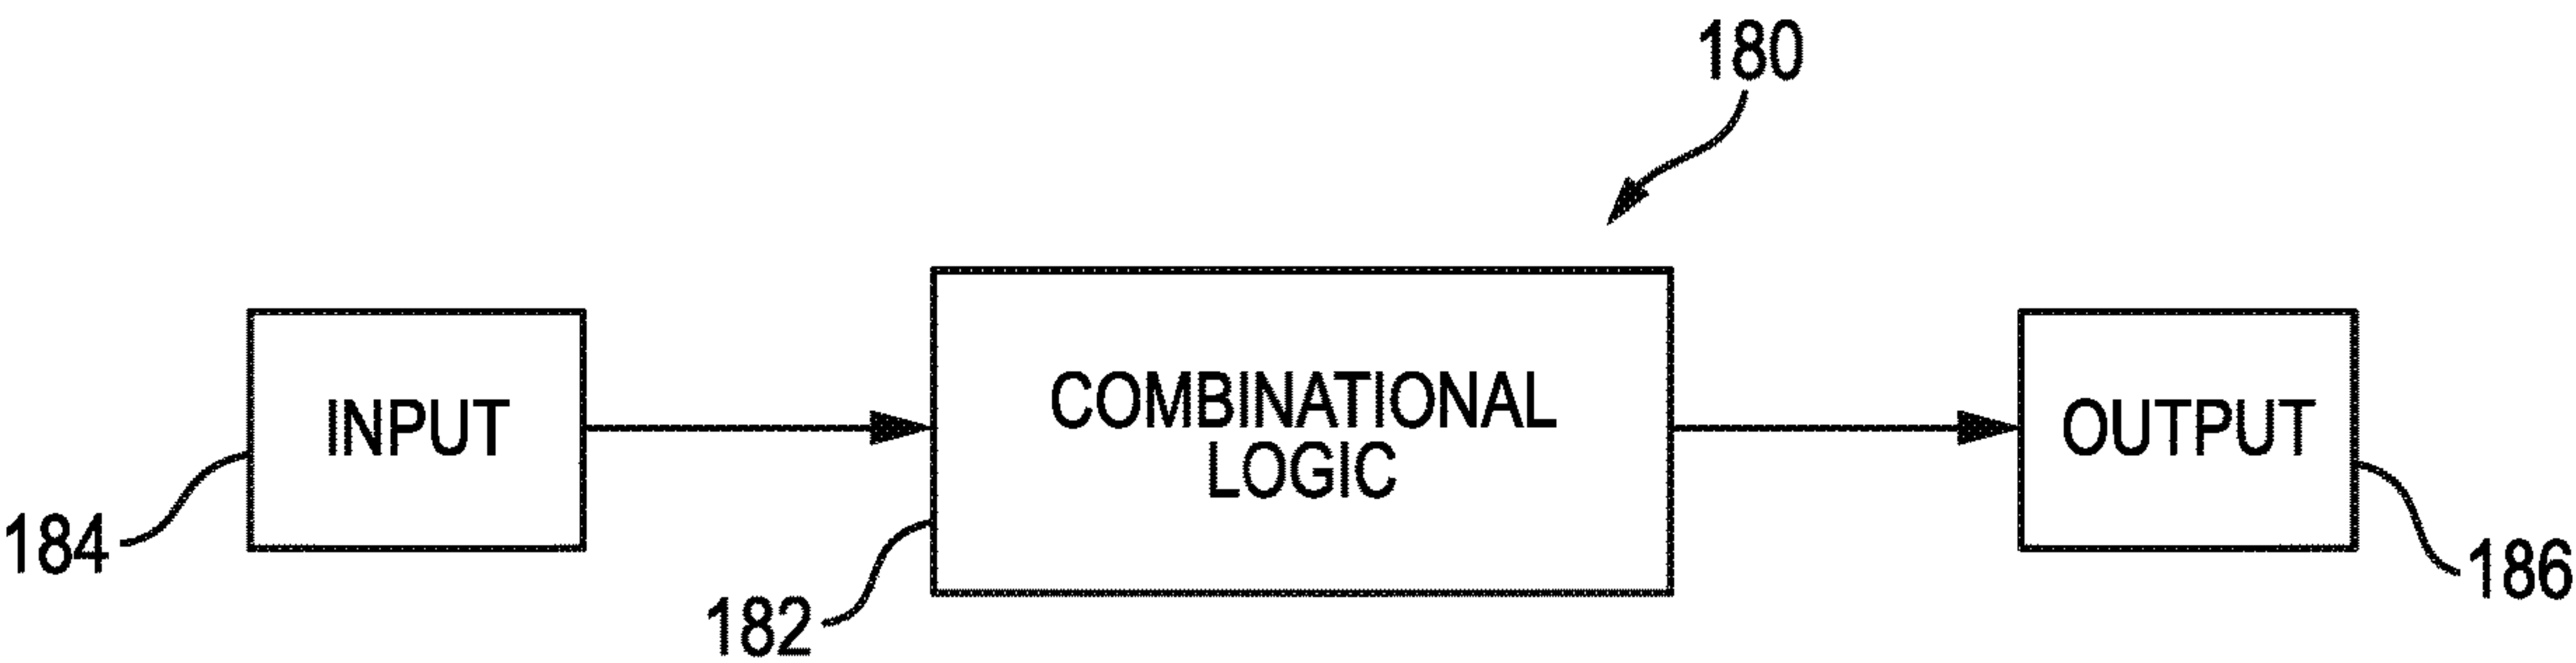 180
INPUT
COMBINATIONAL
LOGIC
OUTPUT
184
182
186